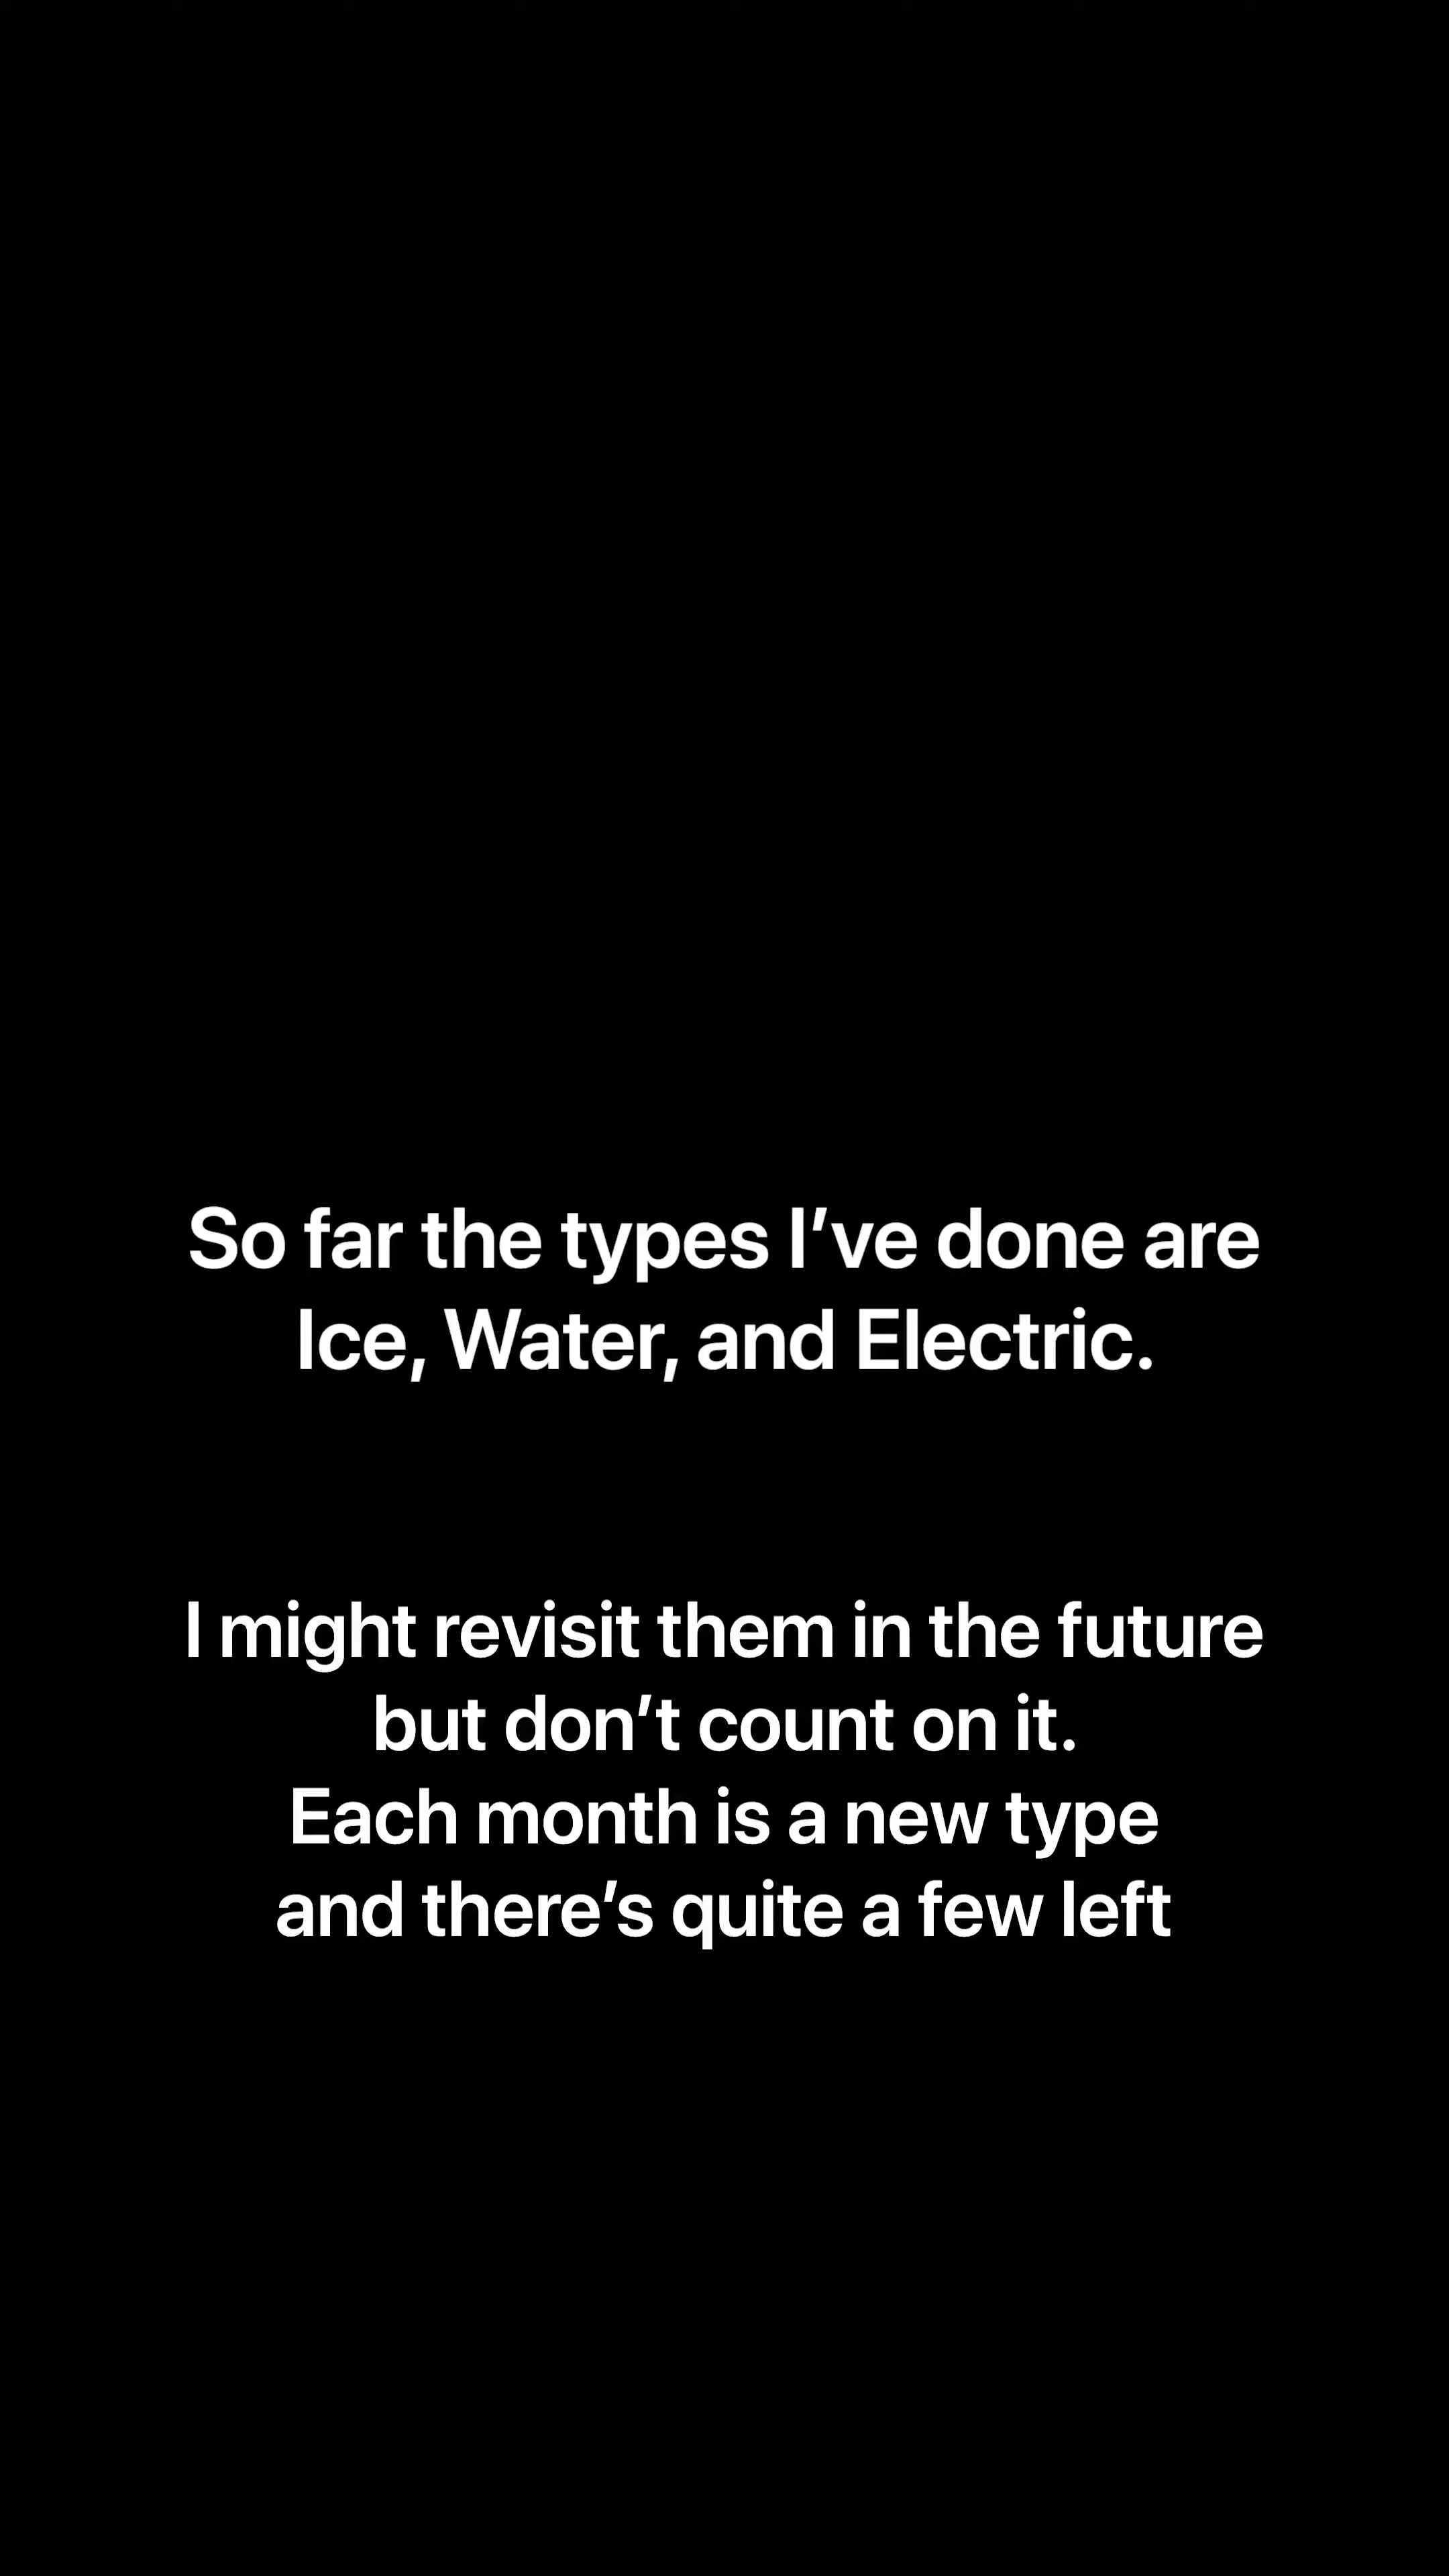 So far the types I've done are
Ice, Water, and Electric.
I might revisit them in the future
but don't count on it.
Each month is a new type
and there's quite a few left